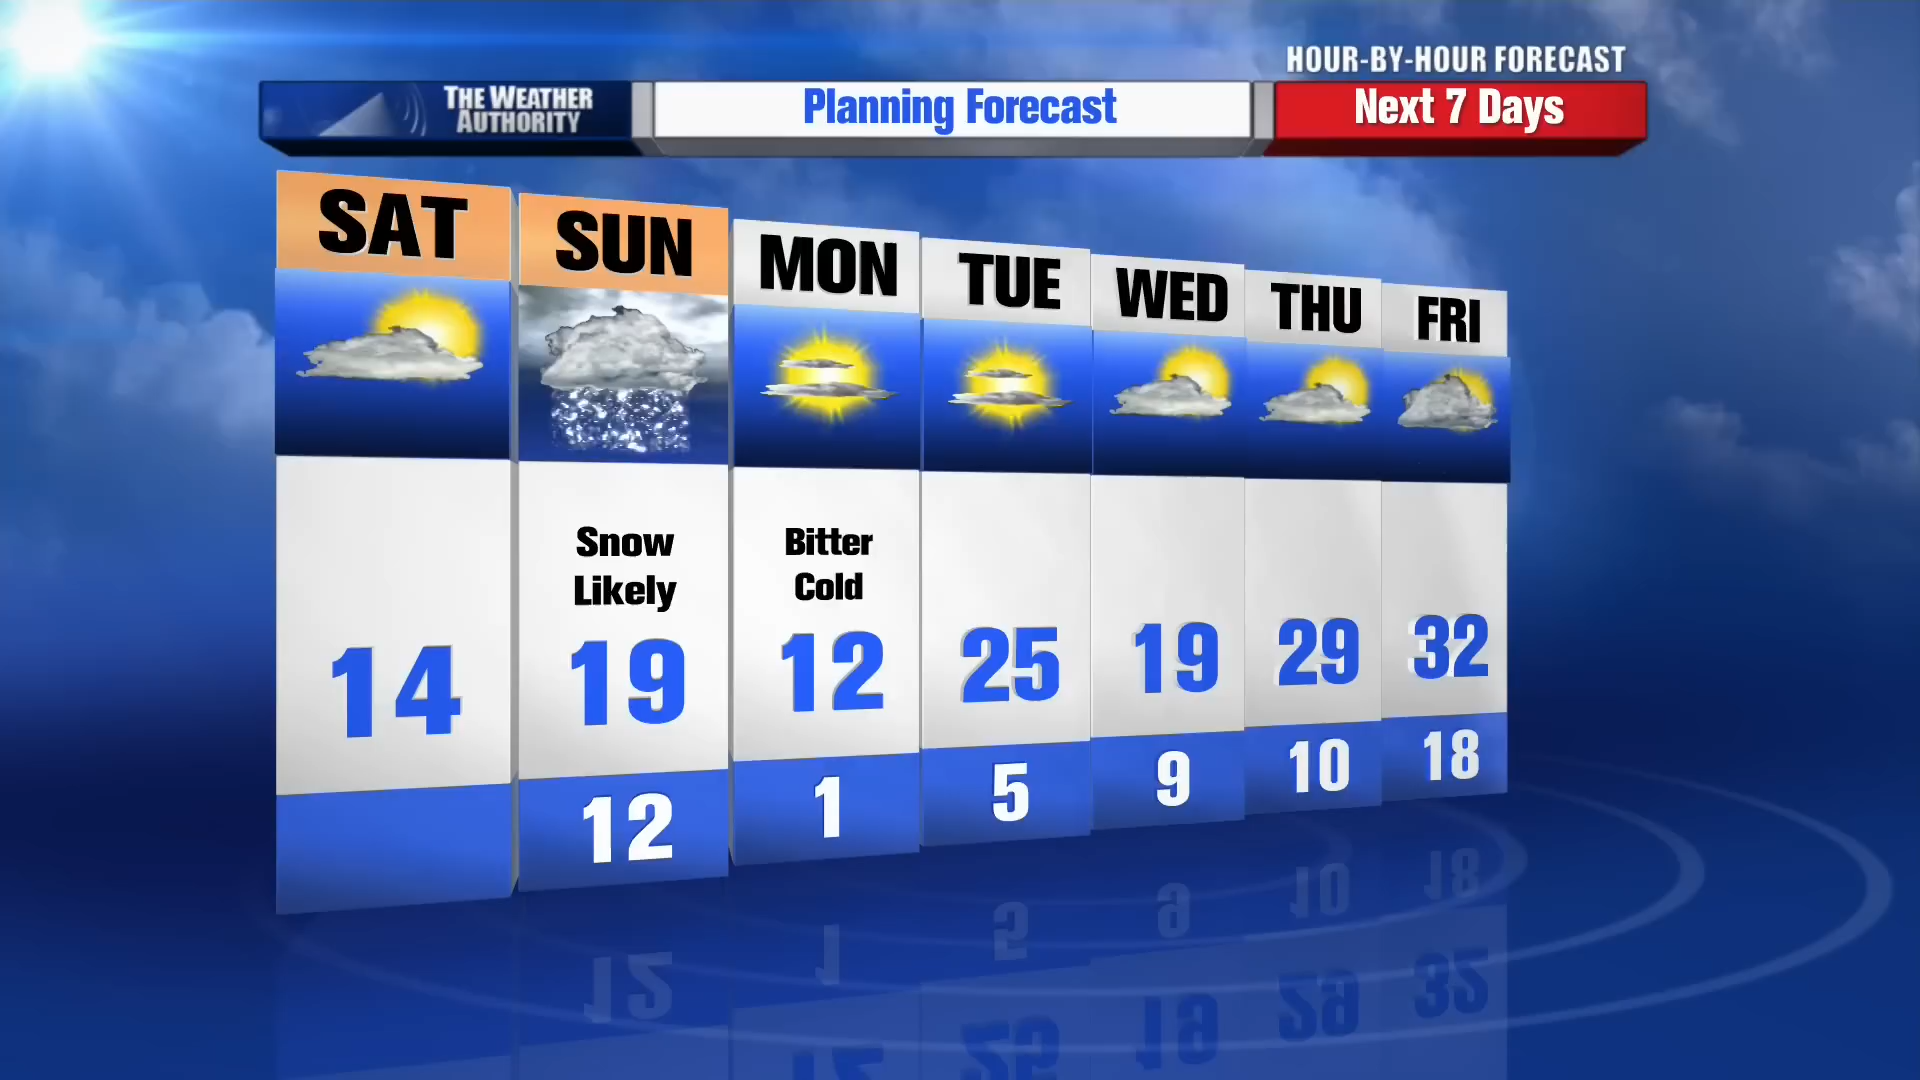 HOUR-BY-HOUR FORECAST
THE WEATHER
AUTHORITY
Planning Forecast
Next 7 Days
SAT
SUN
MON
TUE
WED
THU
FRI
Snow
Likely
Bitter
Cold
14
19
12
25
19
29
32
12
1
5
9
10
18